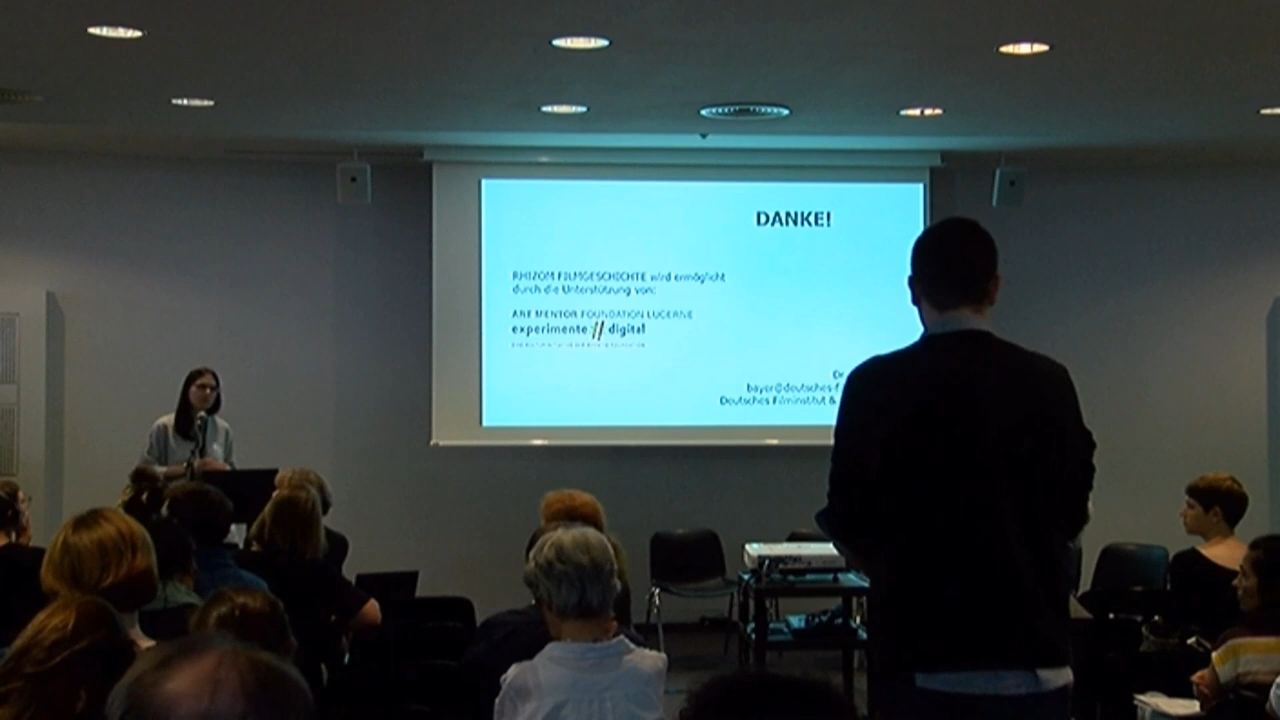 DANKE!
RHIZOM FILMGESCHICHTE wird ermöglicht
durch die Unterstützung von:
ART MENTOR FOUNDATION LUCERNE
experimente // digital
Dr
bayer@deutsches-f
Deutsches Filminstitut &